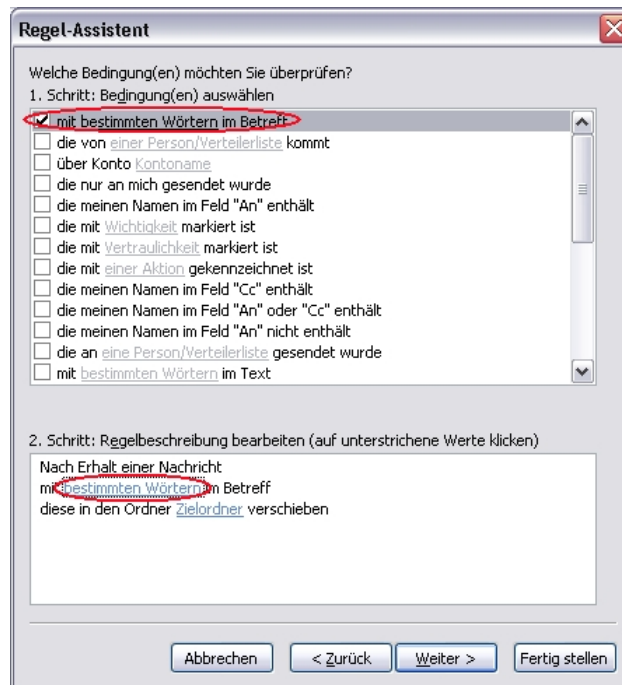 Regel-Assistent
Welche Bedingung(en) möchten Sie überprüfen?
1. Schritt: Bedingung(en) auswählen
mit bestimmten Wörtern im Betreff
die von einer Person/Verteilerliste kommt
über Konto Kontoname
die nur an mich gesendet wurde
die meinen Namen im Feld "An" enthält
die mit Wichtigkeit markiert ist
die mit Vertraulichkeit markiert ist
die mit einer Aktion gekennzeichnet ist
die meinen Namen im Feld "Cc" enthält
die meinen Namen im Feld "An" oder "Cc" enthält
die meinen Namen im Feld "An" nicht enthält
die an eine Person/Verteilerliste gesendet wurde
mit bestimmten Wörtern im Text
2. Schritt: Regelbeschreibung bearbeiten (auf unterstrichene Werte klicken)
Nach Erhalt einer Nachricht
mit bestimmten Wörtern im Betreff
diese in den Ordner Zielordner verschieben
Abbrechen < Zurück Weiter > Fertig stellen